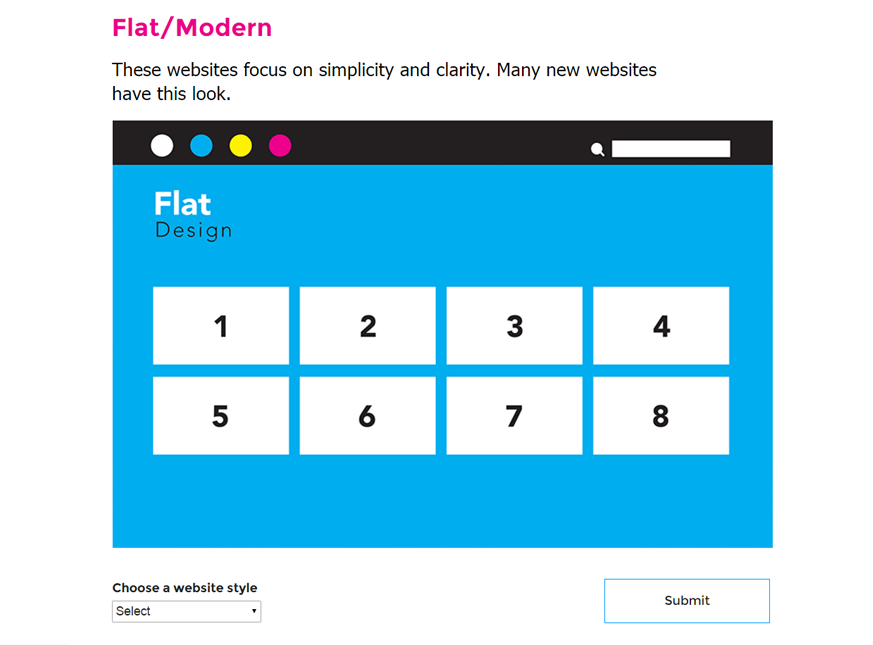 Flat/Modern
These websites focus on simplicity and clarity. Many new websites
have this look.
Flat
Design
1 2 3 4
5 6 7 8
Choose a website style
Select
Submit